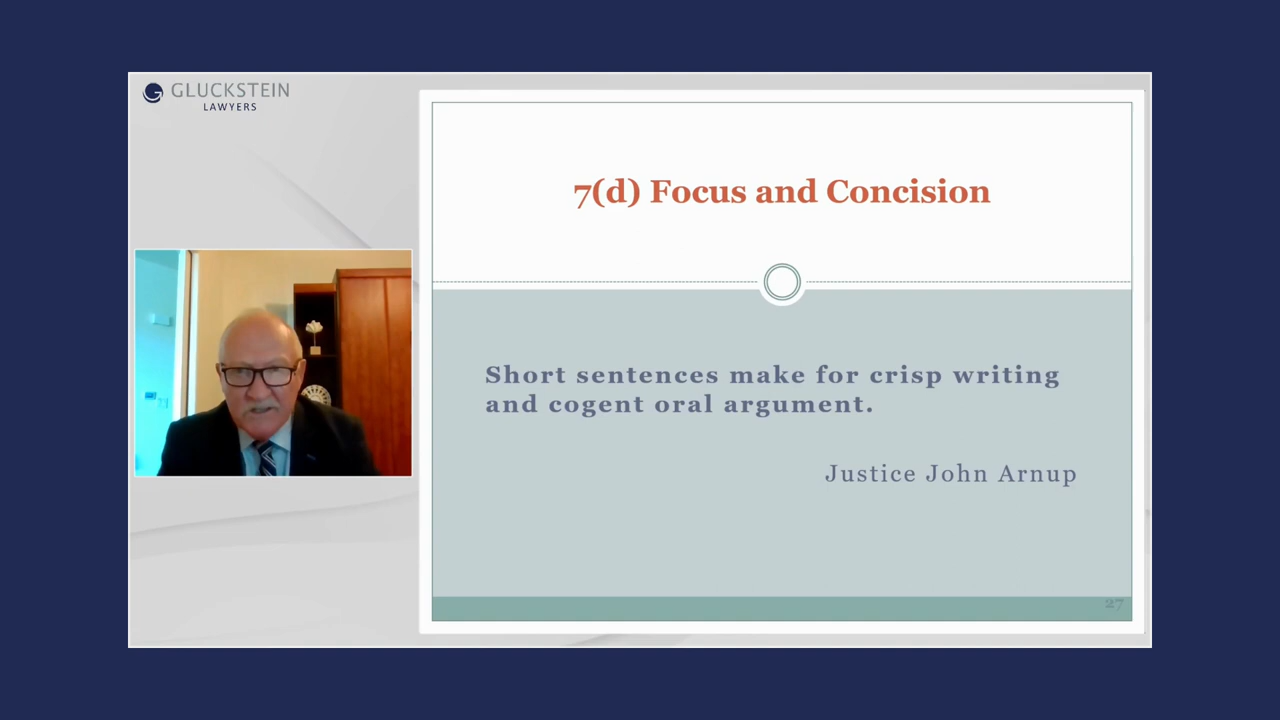 GLUCKSTEIN
LAWYERS
7(d) Focus and Concision
Short sentences make for crisp writing
and cogent oral argument.
Justice John Arnup
27